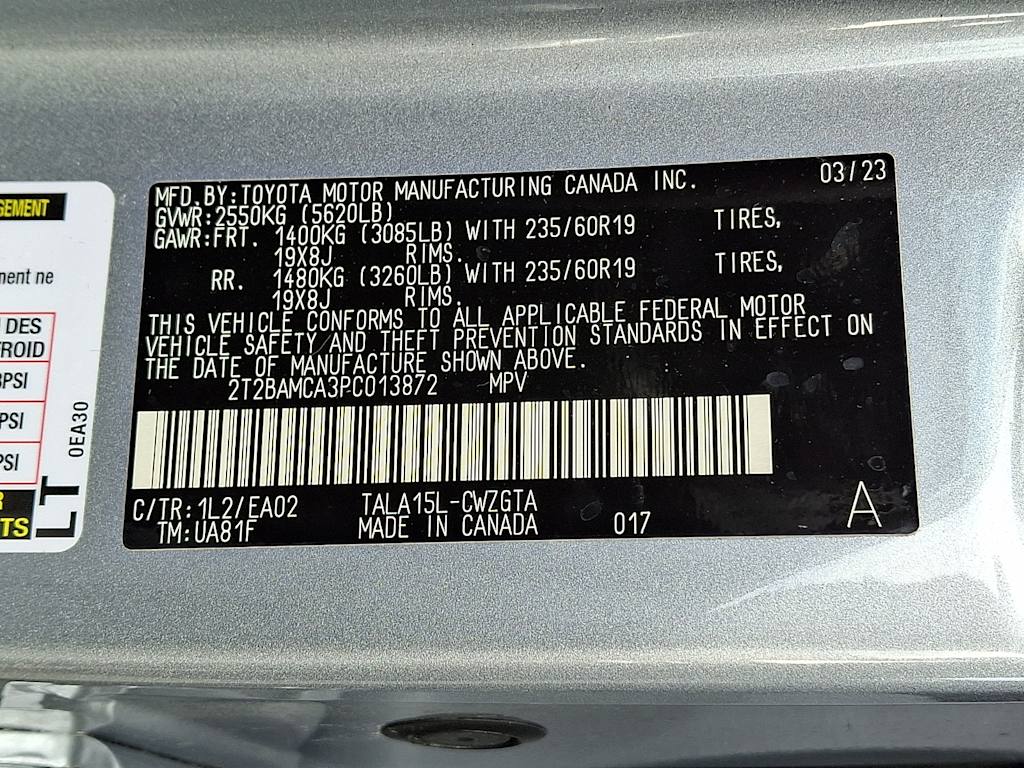 GEMENT
ment ne
DES
FROID
PSI
PSI
PSI
R
TS
LT
0EA30
MFD.BY:TOYOTA MOTOR MANUFACTURING CANADA INC. 03/23
GVWR:2550KG (5620LB)
GAWR:FRT. 1400KG (3085LB) WITH 235/60R19 TIRES,
19X8J RIMS.
RR. 1480KG (3260LB) WITH 235/60R19 TIRES,
19X8J RIMS.
THIS VEHICLE CONFORMS TO ALL APPLICABLE FEDERAL MOTOR
VEHICLE SAFETY AND THEFT PREVENTION STANDARDS IN EFFECT ON
THE DATE OF MANUFACTURE SHOWN ABOVE.
2T2BAMCA3PC013872 MPV
C/TR:1L2/EA02 TALA15L-CWZGTA
TM:UA81F MADE IN CANADA 017 A